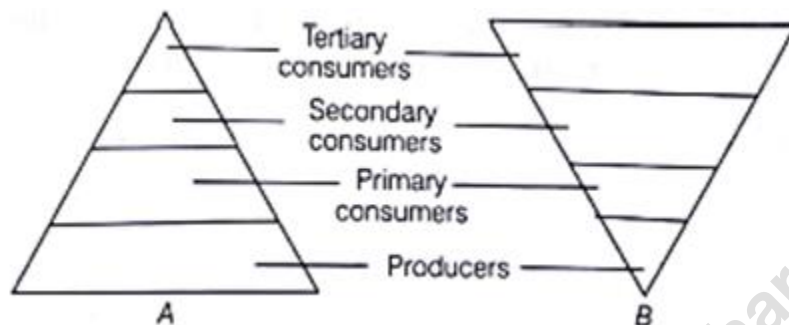 Tertiary
consumers
Secondary
consumers
Primary
consumers
Producers
A
B